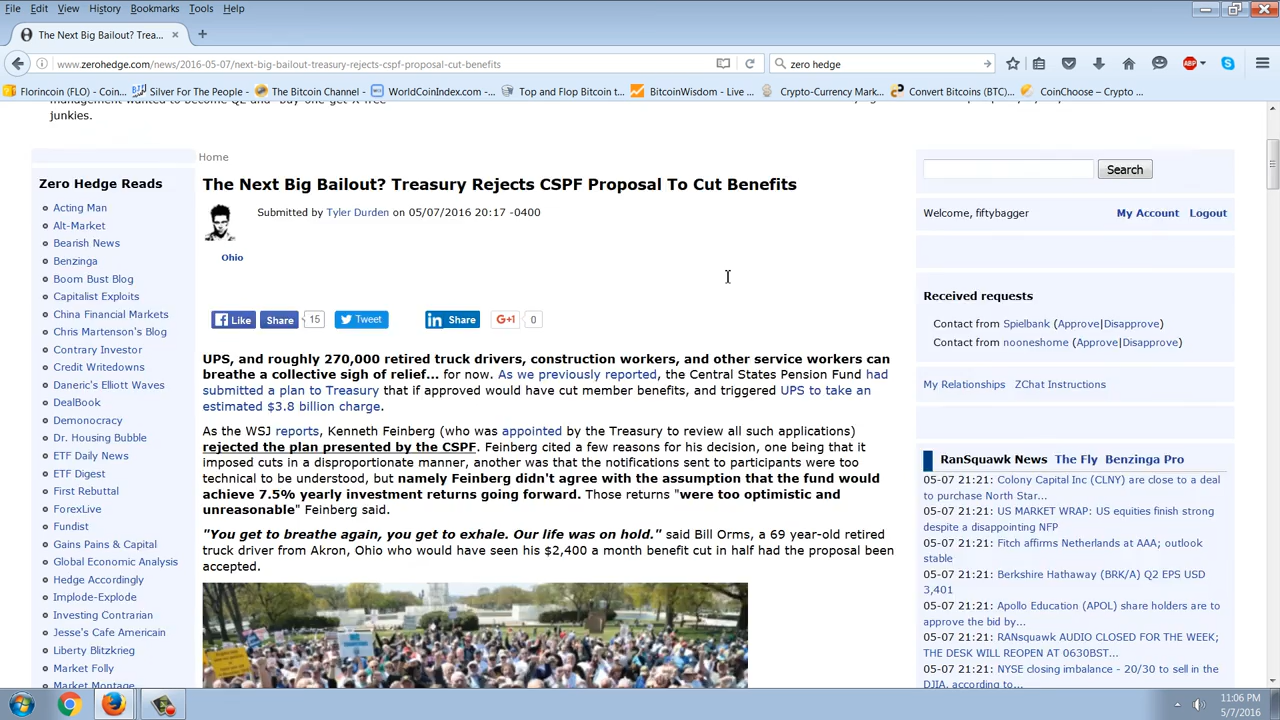 File Edit View History Bookmarks Tools Help
The Next Big Bailout? Trea... × +
www.zerohedge.com/news/2016-05-07/next-big-bailout-treasury-rejects-cspf-proposal-cut-benefits
zero hedge
ABP
Florincoin (FLO) - Coin... Silver For The People - The Bitcoin Channel WorldCoinIndex.com -... Top and Flop Bitcoin t... BitcoinWisdom - Live ... Crypto-Currency Mark... Convert Bitcoins (BTC)... CoinChoose – Crypto ...
junkies.
Home
Zero Hedge Reads
Acting Man
Alt-Market
Bearish News
Benzinga
Boom Bust Blog
Capitalist Exploits
China Financial Markets
Chris Martenson's Blog
Contrary Investor
Credit Writedowns
Daneric's Elliott Waves
DealBook
Demonocracy
Dr. Housing Bubble
ETF Daily News
ETF Digest
First Rebuttal
ForexLive
Fundist
Gains Pains & Capital
Global Economic Analysis
Hedge Accordingly
Implode-Explode
Investing Contrarian
Jesse's Cafe Americain
Liberty Blitzkrieg
Market Folly
Market Montage
The Next Big Bailout? Treasury Rejects CSPF Proposal To Cut Benefits
Submitted by Tyler Durden on 05/07/2016 20:17 -0400
Ohio
Like Share 15 Tweet in Share G+1 0
UPS, and roughly 270,000 retired truck drivers, construction workers, and other service workers can
breathe a collective sigh of relief... for now. As we previously reported, the Central States Pension Fund had
submitted a plan to Treasury that if approved would have cut member benefits, and triggered UPS to take an
estimated $3.8 billion charge.
As the WSJ reports, Kenneth Feinberg (who was appointed by the Treasury to review all such applications)
rejected the plan presented by the CSPF. Feinberg cited a few reasons for his decision, one being that it
imposed cuts in a disproportionate manner, another was that the notifications sent to participants were too
technical to be understood, but namely Feinberg didn't agree with the assumption that the fund would
achieve 7.5% yearly investment returns going forward. Those returns "were too optimistic and
unreasonable" Feinberg said.
"You get to breathe again, you get to exhale. Our life was on hold." said Bill Orms, a 69 year-old retired
truck driver from Akron, Ohio who would have seen his $2,400 a month benefit cut in half had the proposal been
accepted.
Search
Welcome, fiftybagger My Account Logout
Received requests
Contact from Spielbank (Approve|Disapprove)
Contact from nooneshome (Approve|Disapprove)
My Relationships ZChat Instructions
RanSquawk News The Fly Benzinga Pro
05-07 21:21: Colony Capital Inc (CLNY) are close to a deal
to purchase North Star...
05-07 21:21: US MARKET WRAP: US equities finish strong
despite a disappointing NFP
05-07 21:21: Fitch affirms Netherlands at AAA; outlook
stable
05-07 21:21: Berkshire Hathaway (BRK/A) Q2 EPS USD
3,401
05-07 21:21: Apollo Education (APOL) share holders are to
approve the bid by...
05-07 21:21: RANsquawk AUDIO CLOSED FOR THE WEEK;
THE DESK WILL REOPEN AT 0630BST...
05-07 21:21: NYSE closing imbalance - 20/30 to sell in the
DJIA, according to...
11:06 PM
5/7/2016